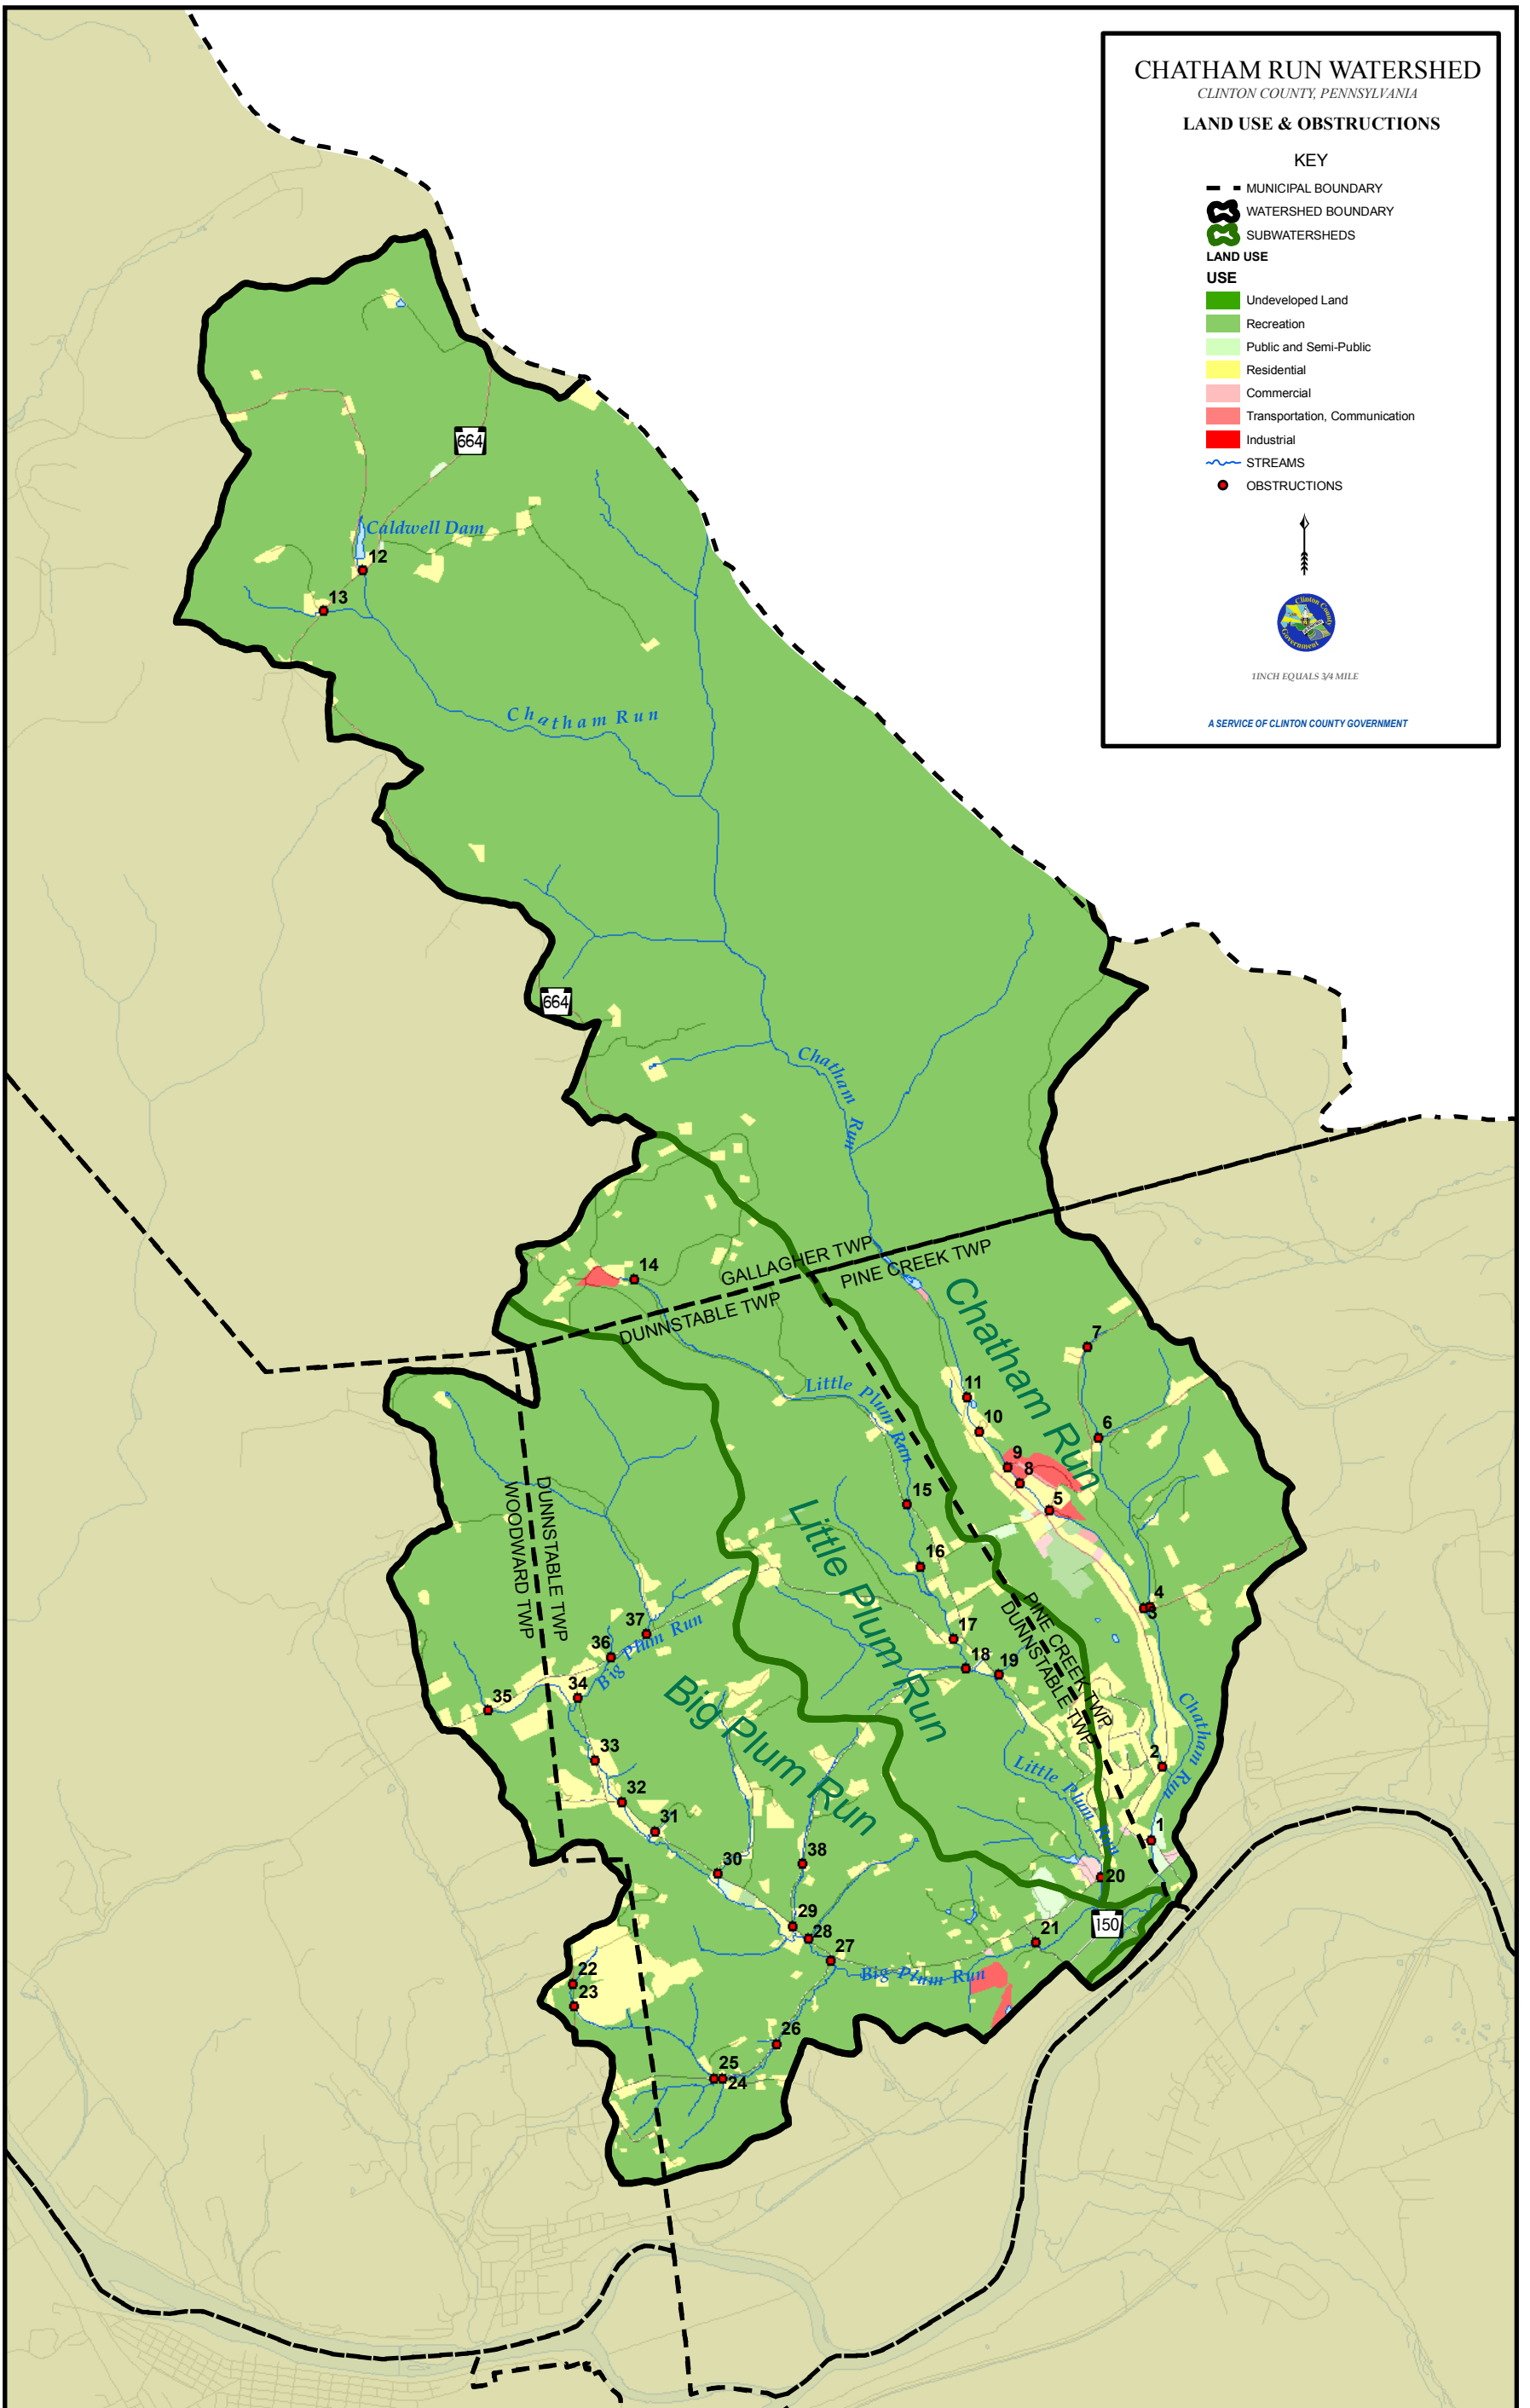 CHATHAM RUN WATERSHED
CLINTON COUNTY, PENNSYLVANIA
LAND USE & OBSTRUCTIONS
KEY
MUNICIPAL BOUNDARY
WATERSHED BOUNDARY
SUBWATERSHEDS
LAND USE
USE
Undeveloped Land
Recreation
Public and Semi-Public
Residential
Commercial
Transportation, Communication
Industrial
STREAMS
OBSTRUCTIONS
Clinton County
Government
1INCH EQUALS 3/4 MILE
A SERVICE OF CLINTON COUNTY GOVERNMENT
664
Caldwell Dam
12
13
Chatham Run
664
Chatham Run
GALLAGHER TWP
PINE CREEK TWP
DUNNSTABLE TWP
14
Chatham Run
7
11
10
6
9
8
5
Little Plum Run
15
16
4
3
DUNNSTABLE TWP
WOODWARD TWP
Little Plum Run
PINE CREEK TWP
DUNNSTABLE TWP
17
18
19
37
36
Big Plum Run
34
35
Big Plum Run
Chatham Run
2
33
32
31
Little Plum Run
1
30
38
20
150
29
28
21
27
Big Plum Run
22
23
26
25
24